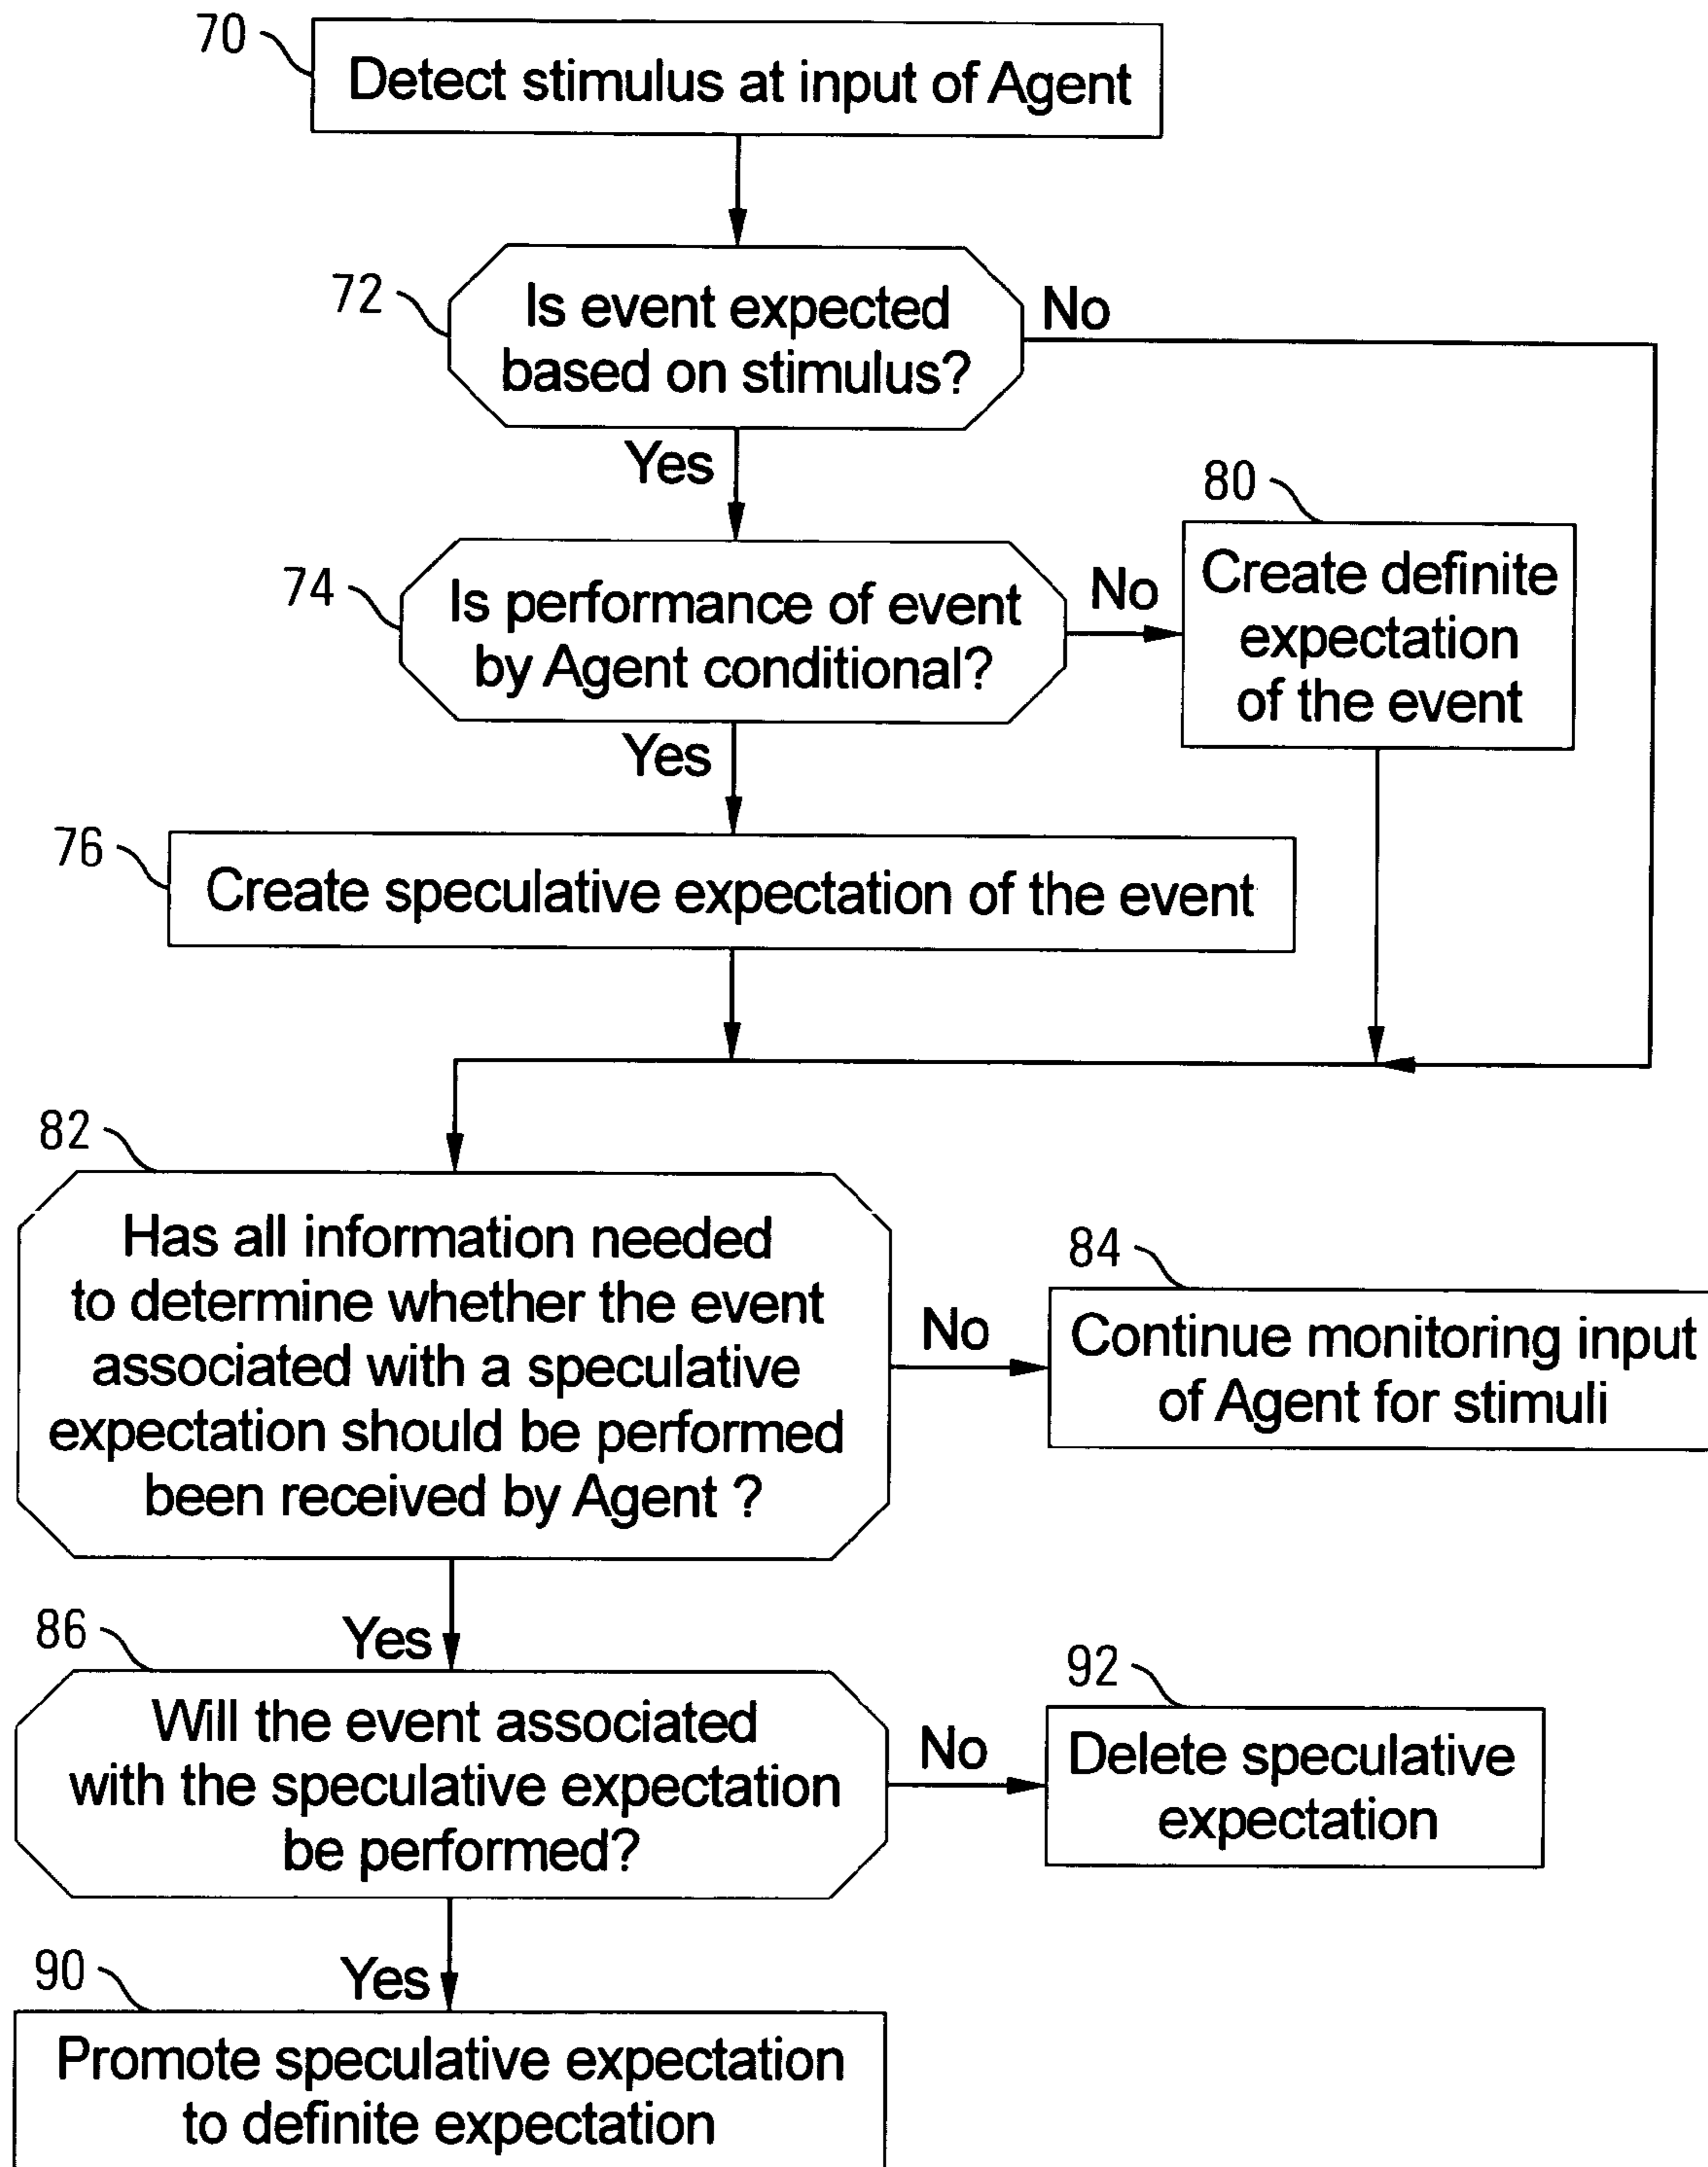 70
Detect stimulus at input of Agent
72
Is event expected
based on stimulus?
No
Yes
80
74
Is performance of event
by Agent conditional?
No
Create definite
expectation
of the event
Yes
76
Create speculative expectation of the event
82
Has all information needed
to determine whether the event
associated with a speculative
expectation should be performed
been received by Agent ?
No
84
Continue monitoring input
of Agent for stimuli
Yes
86
Will the event associated
with the speculative expectation
be performed?
No
92
Delete speculative
expectation
Yes
90
Promote speculative expectation
to definite expectation